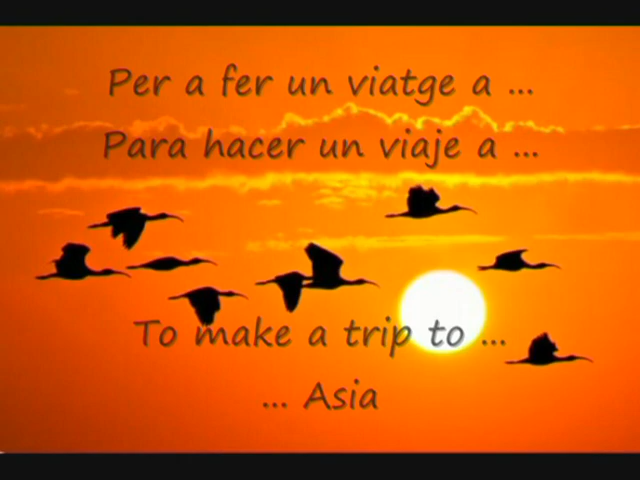 Per a fer un viatge a ...
Para hacer un viaje a ...
To make a trip to ...
... Asia